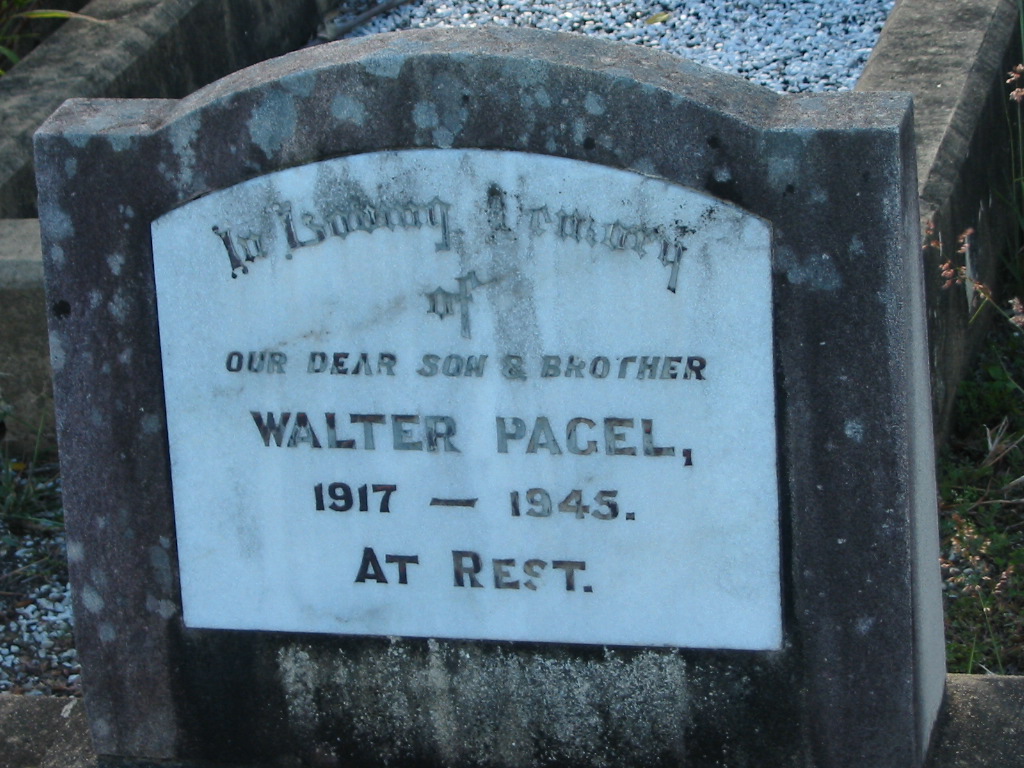 In Loving Memory
of
OUR DEAR SON & BROTHER
WALTER PAGEL,
1917 — 1945.
AT REST.